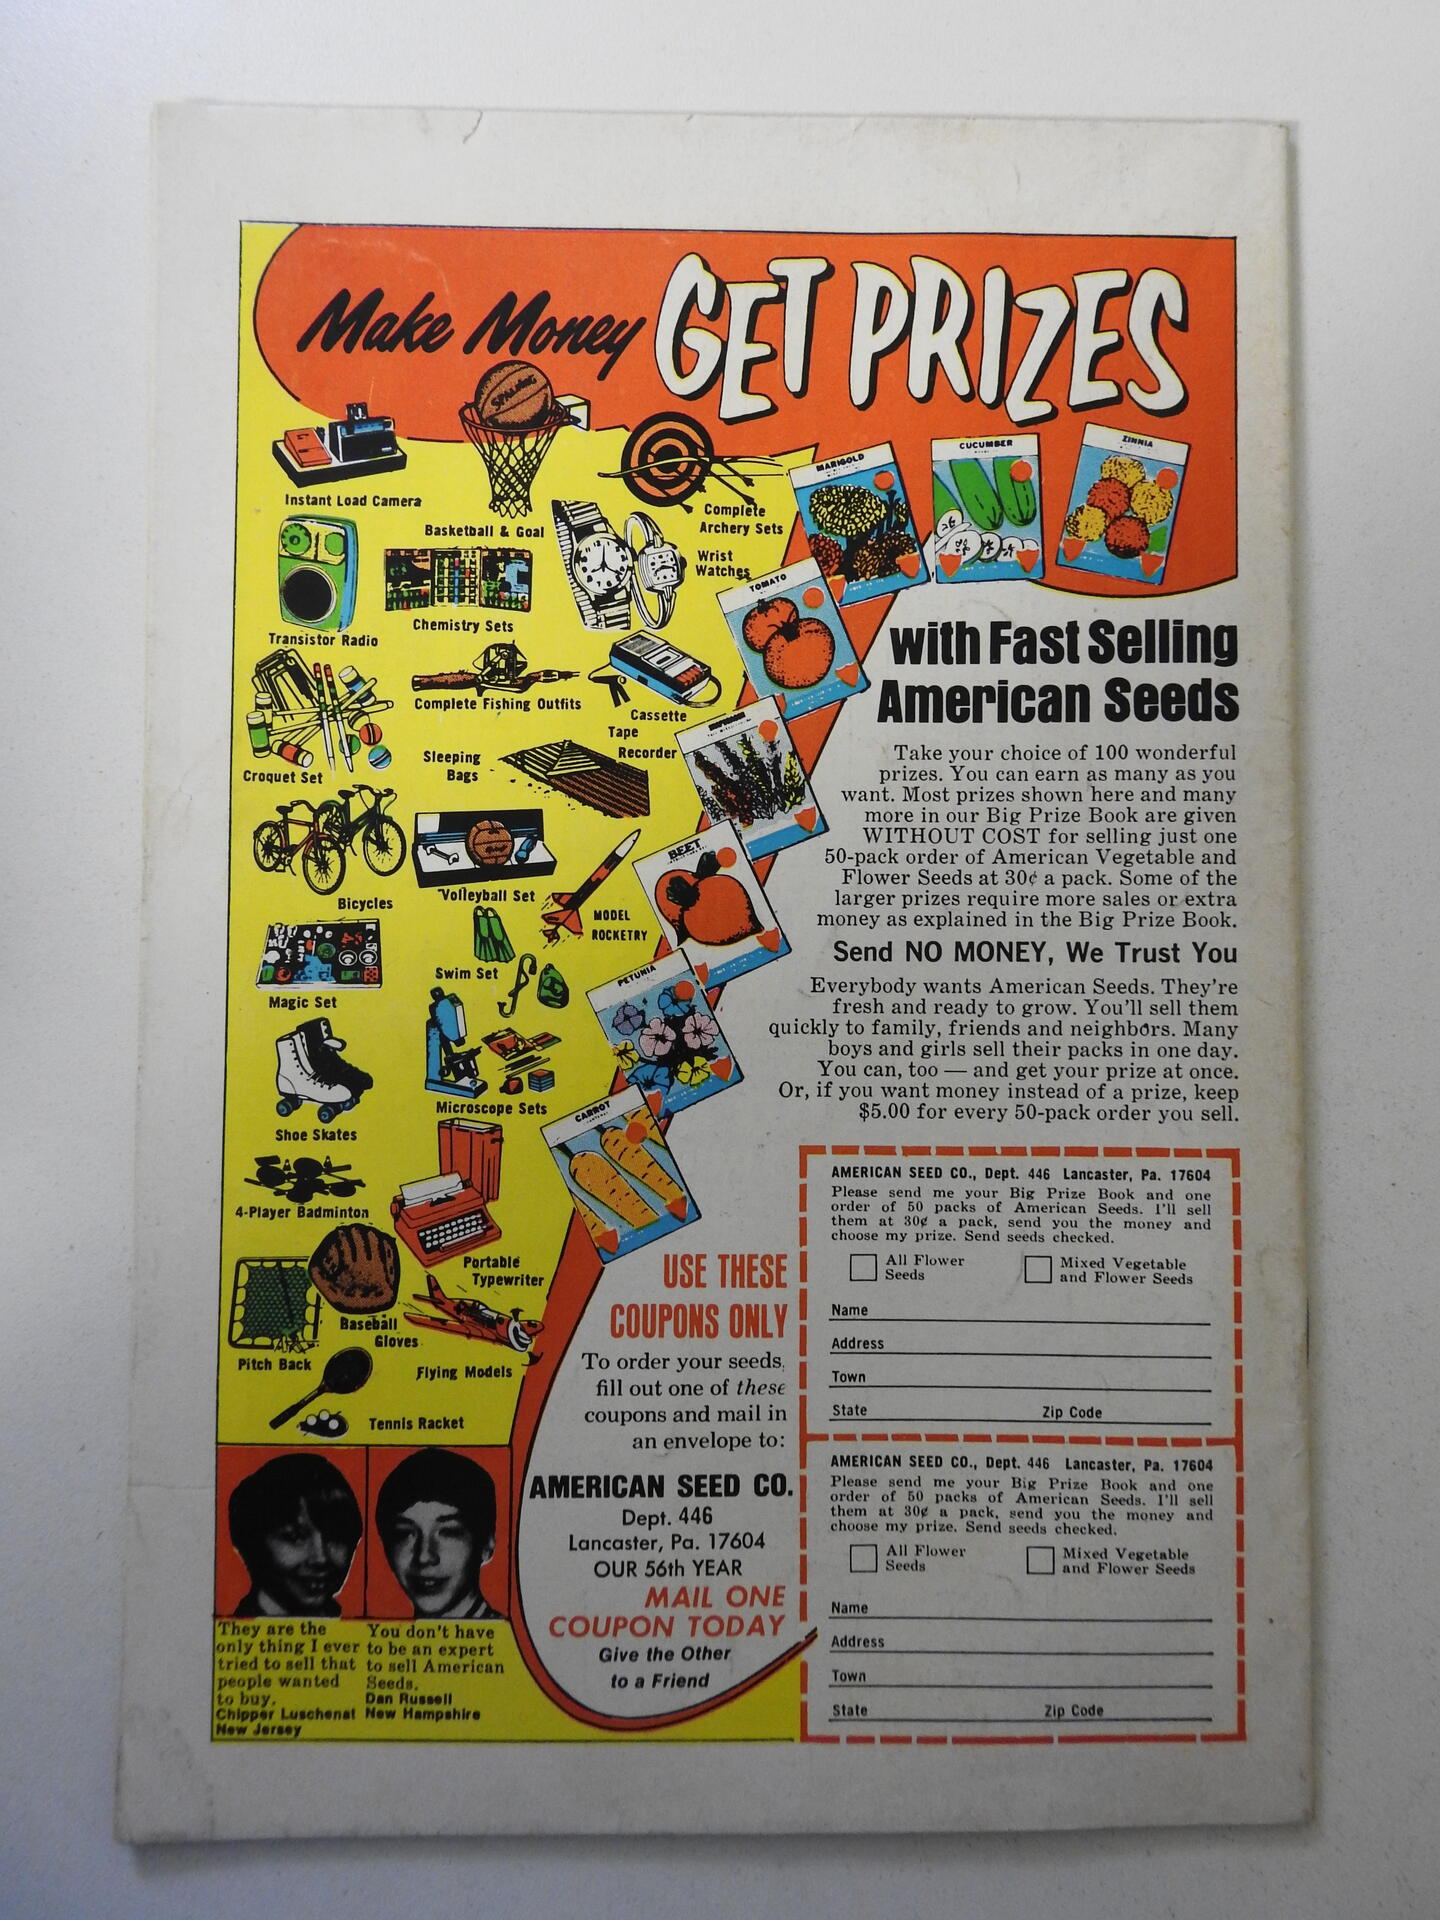 Make Money GET PRIZES
SPALDING
Instant Load Camera
Basketball & Goal
Complete
Archery Sets
Wrist
Watches
Transistor Radio
Chemistry Sets
Complete Fishing Outfits
Cassette
Tape
Recorder
Croquet Set
Sleeping
Bags
Bicycles
Volleyball Set
MODEL
ROCKETRY
Swim Set
Magic Set
Microscope Sets
Shoe Skates
4-Player Badminton
Portable
Typewriter
Baseball
Gloves
Pitch Back
Flying Models
Tennis Racket
MARIGOLD
CUCUMBER
ZINNIA
TOMATO
BEET
PETUNIA
CARROT
with Fast Selling
American Seeds
Take your choice of 100 wonderful
prizes. You can earn as many as you
want. Most prizes shown here and many
more in our Big Prize Book are given
WITHOUT COST for selling just one
50-pack order of American Vegetable and
Flower Seeds at 30¢ a pack. Some of the
larger prizes require more sales or extra
money as explained in the Big Prize Book.
Send NO MONEY, We Trust You
Everybody wants American Seeds. They're
fresh and ready to grow. You'll sell them
quickly to family, friends and neighbors. Many
boys and girls sell their packs in one day.
You can, too — and get your prize at once.
Or, if you want money instead of a prize, keep
$5.00 for every 50-pack order you sell.
USE THESE
COUPONS ONLY
To order your seeds,
fill out one of these
coupons and mail in
an envelope to:
AMERICAN SEED CO.
Dept. 446
Lancaster, Pa. 17604
OUR 56th YEAR
MAIL ONE
COUPON TODAY
Give the Other
to a Friend
They are the
only thing I ever
tried to sell that
people wanted
to buy.
Chipper Luschenat
New Jersey
You don't have
to be an expert
to sell American
Seeds.
Dan Russell
New Hampshire
AMERICAN SEED CO., Dept. 446 Lancaster, Pa. 17604
Please send me your Big Prize Book and one
order of 50 packs of American Seeds. I'll sell
them at 30¢ a pack, send you the money and
choose my prize. Send seeds checked.
All Flower
Seeds
Mixed Vegetable
and Flower Seeds
Name
Address
Town
State Zip Code
AMERICAN SEED CO., Dept. 446 Lancaster, Pa. 17604
Please send me your Big Prize Book and one
order of 50 packs of American Seeds. I'll sell
them at 30¢ a pack, send you the money and
choose my prize. Send seeds checked.
All Flower
Seeds
Mixed Vegetable
and Flower Seeds
Name
Address
Town
State Zip Code